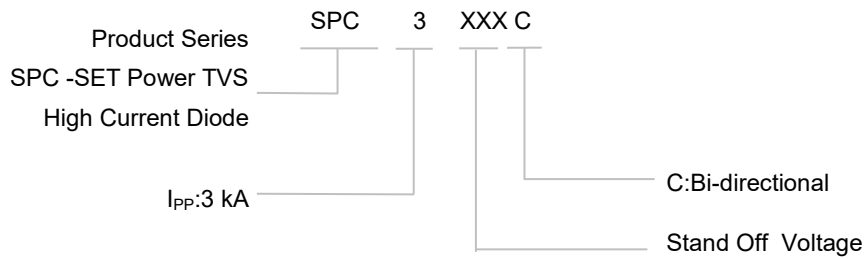 SPC 3 XXX C
Product Series
SPC -SET Power TVS
High Current Diode
IPP:3 kA
C:Bi-directional
Stand Off Voltage